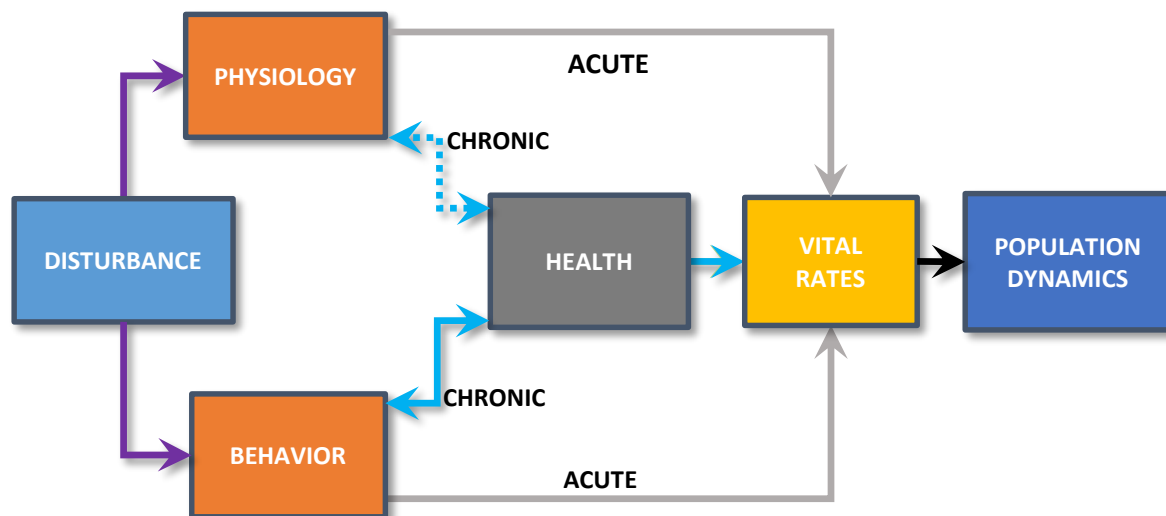 PHYSIOLOGY
ACUTE
CHRONIC
DISTURBANCE
HEALTH
VITAL
RATES
POPULATION
DYNAMICS
CHRONIC
BEHAVIOR
ACUTE